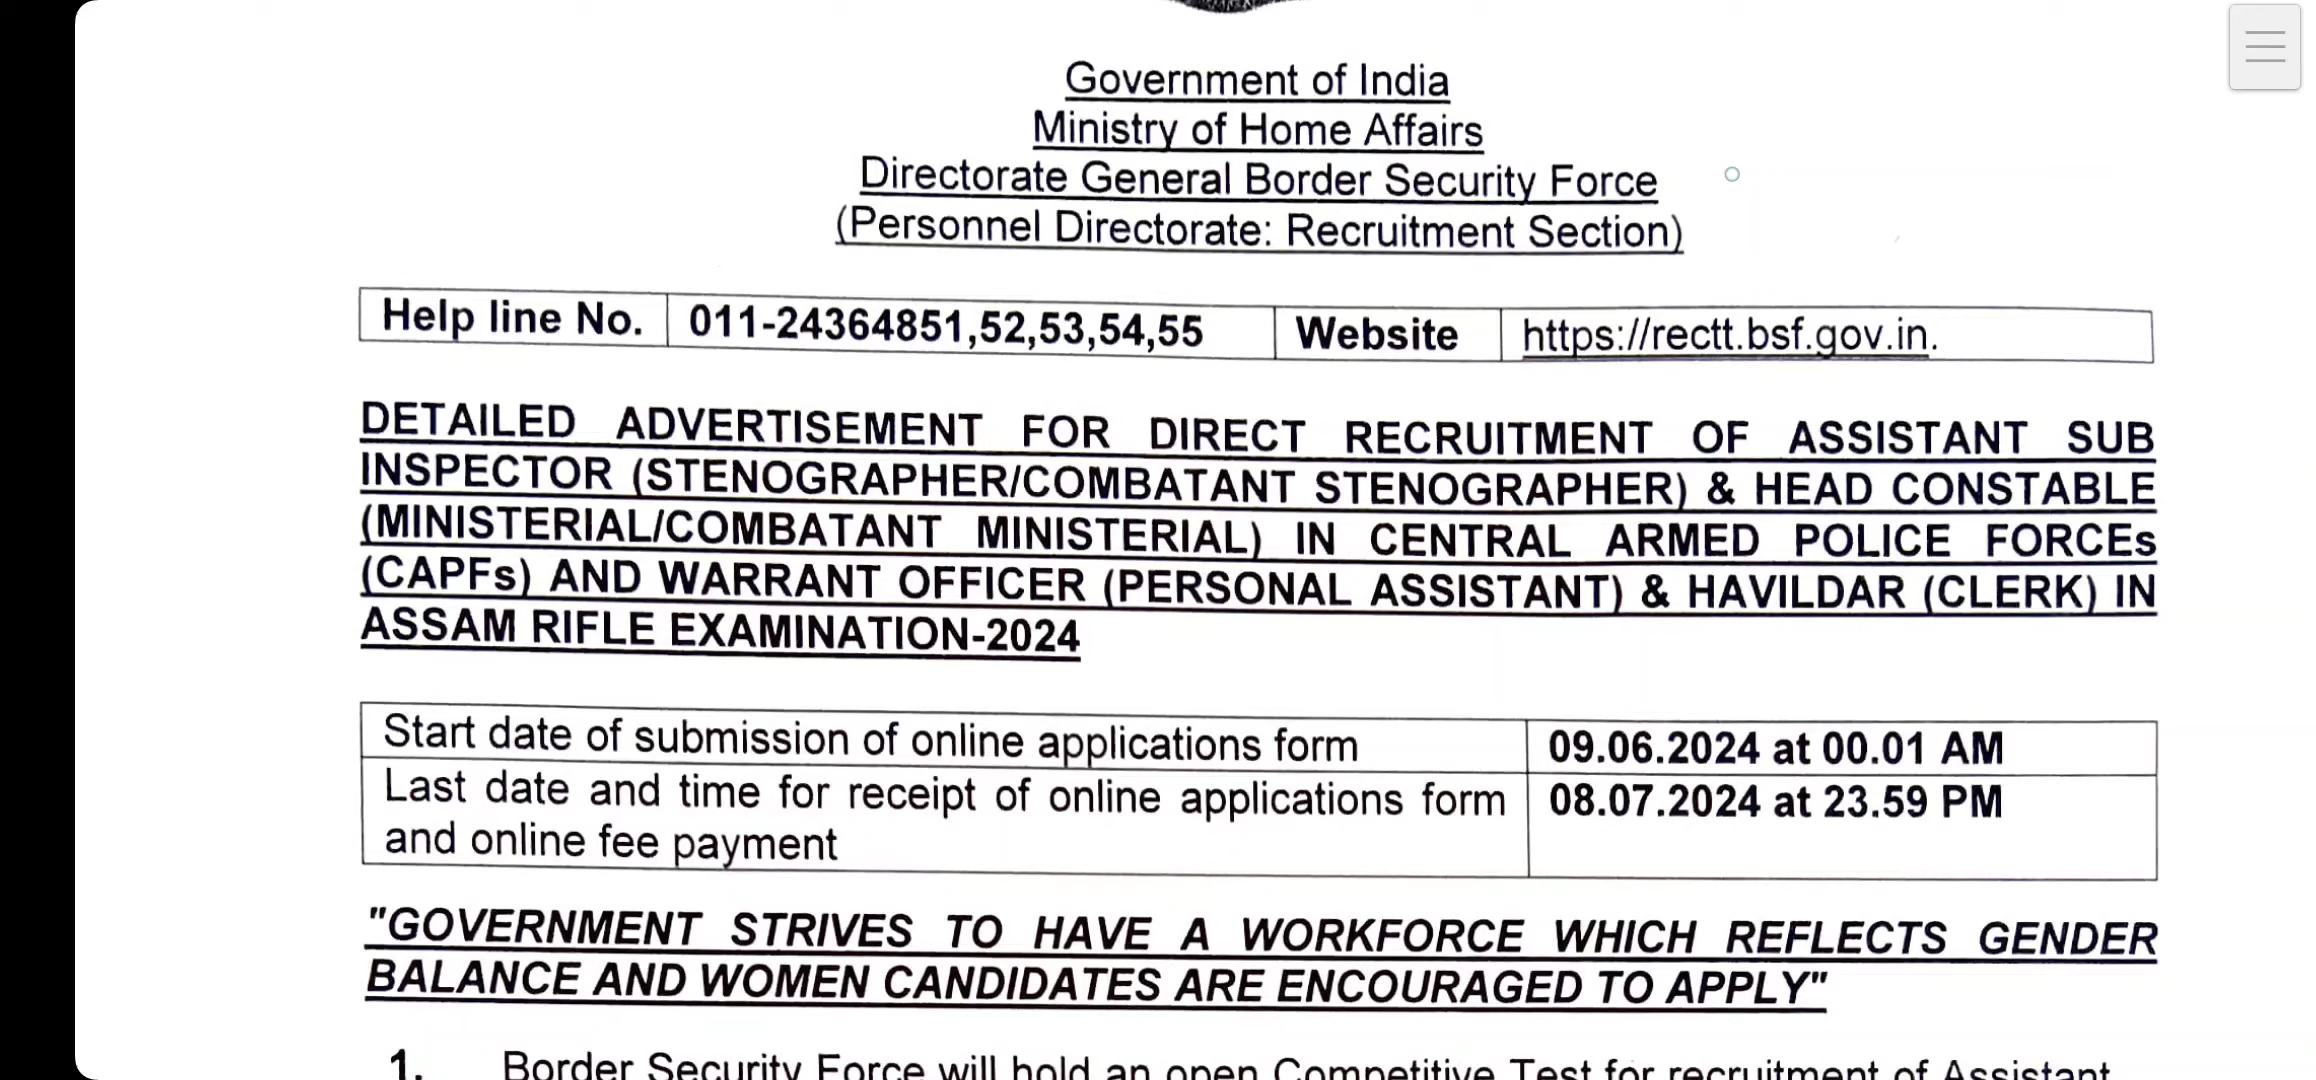 Government of India
Ministry of Home Affairs
Directorate General Border Security Force
(Personnel Directorate: Recruitment Section)
Help line No. 011-24364851,52,53,54,55 Website https://rectt.bsf.gov.in.
DETAILED ADVERTISEMENT FOR DIRECT RECRUITMENT OF ASSISTANT SUB
INSPECTOR (STENOGRAPHER/COMBATANT STENOGRAPHER) & HEAD CONSTABLE
(MINISTERIAL/COMBATANT MINISTERIAL) IN CENTRAL ARMED POLICE FORCEs
(CAPFs) AND WARRANT OFFICER (PERSONAL ASSISTANT) & HAVILDAR (CLERK) IN
ASSAM RIFLE EXAMINATION-2024
Start date of submission of online applications form 09.06.2024 at 00.01 AM
Last date and time for receipt of online applications form 08.07.2024 at 23.59 PM
and online fee payment
"GOVERNMENT STRIVES TO HAVE A WORKFORCE WHICH REFLECTS GENDER
BALANCE AND WOMEN CANDIDATES ARE ENCOURAGED TO APPLY"
1. Border Security Force will hold an open Competitive Test for recruitment of Assistant